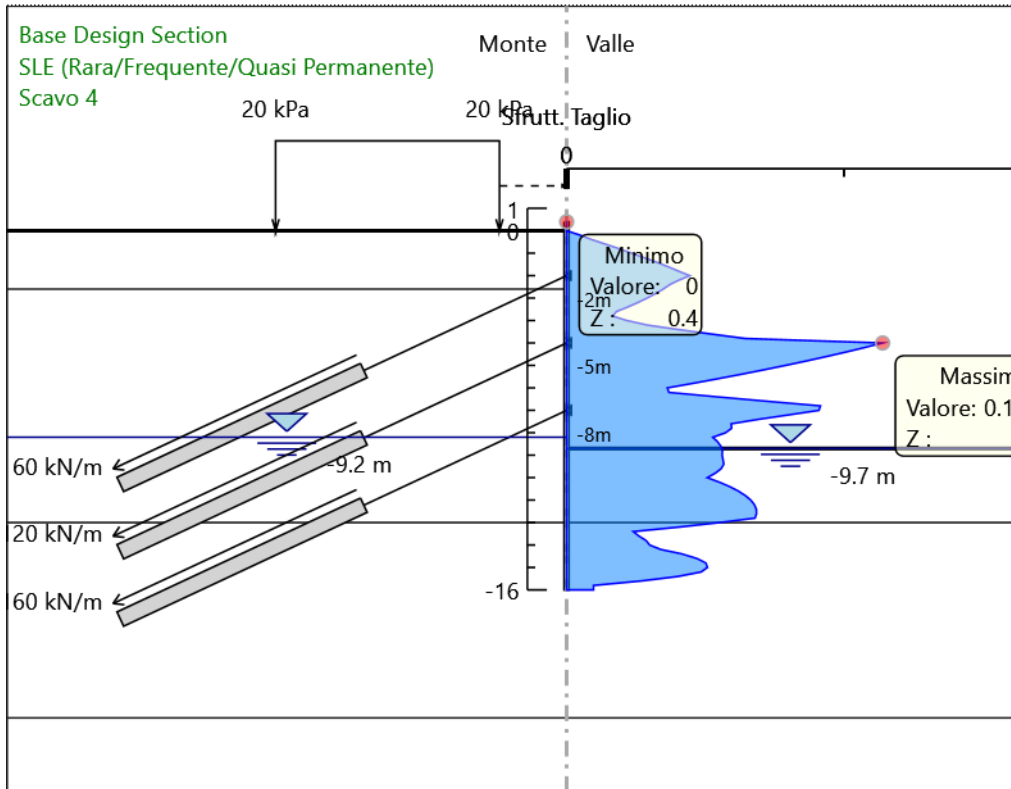 Base Design Section
SLE (Rara/Frequente/Quasi Permanente)
Scavo 4
Monte
Valle
20 kPa
20 kPa
Sfrutt. Taglio
0
1
0
Minimo
Valore: 0
Z : 0.4
-2m
-5m
Massim
Valore: 0.1
Z :
-8m
-9.2 m
-9.7 m
60 kN/m
20 kN/m
60 kN/m
-16